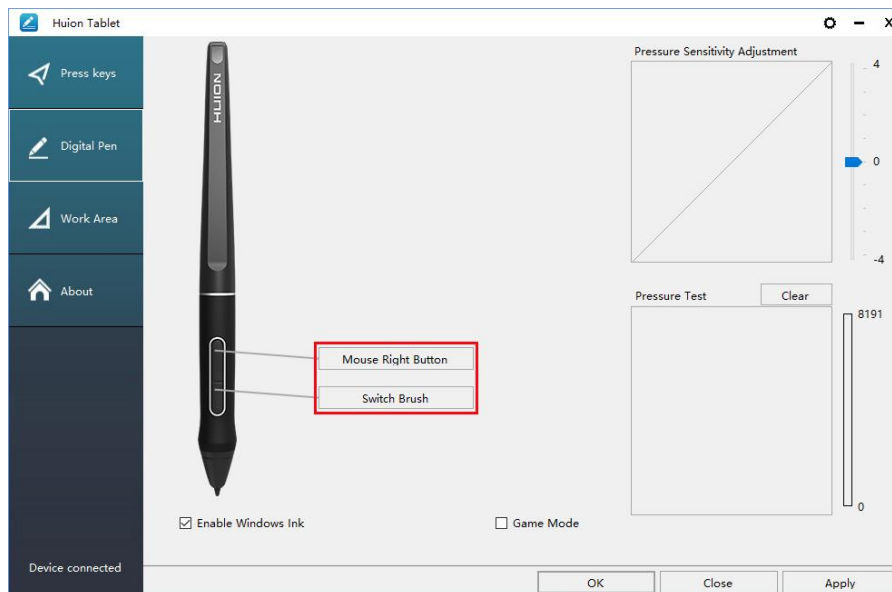 Huion Tablet
Press keys
Digital Pen
Work Area
About
Device connected
HUION
Mouse Right Button
Switch Brush
Enable Windows Ink
Game Mode
Pressure Sensitivity Adjustment
4
0
-4
Pressure Test
Clear
8191
0
OK
Close
Apply